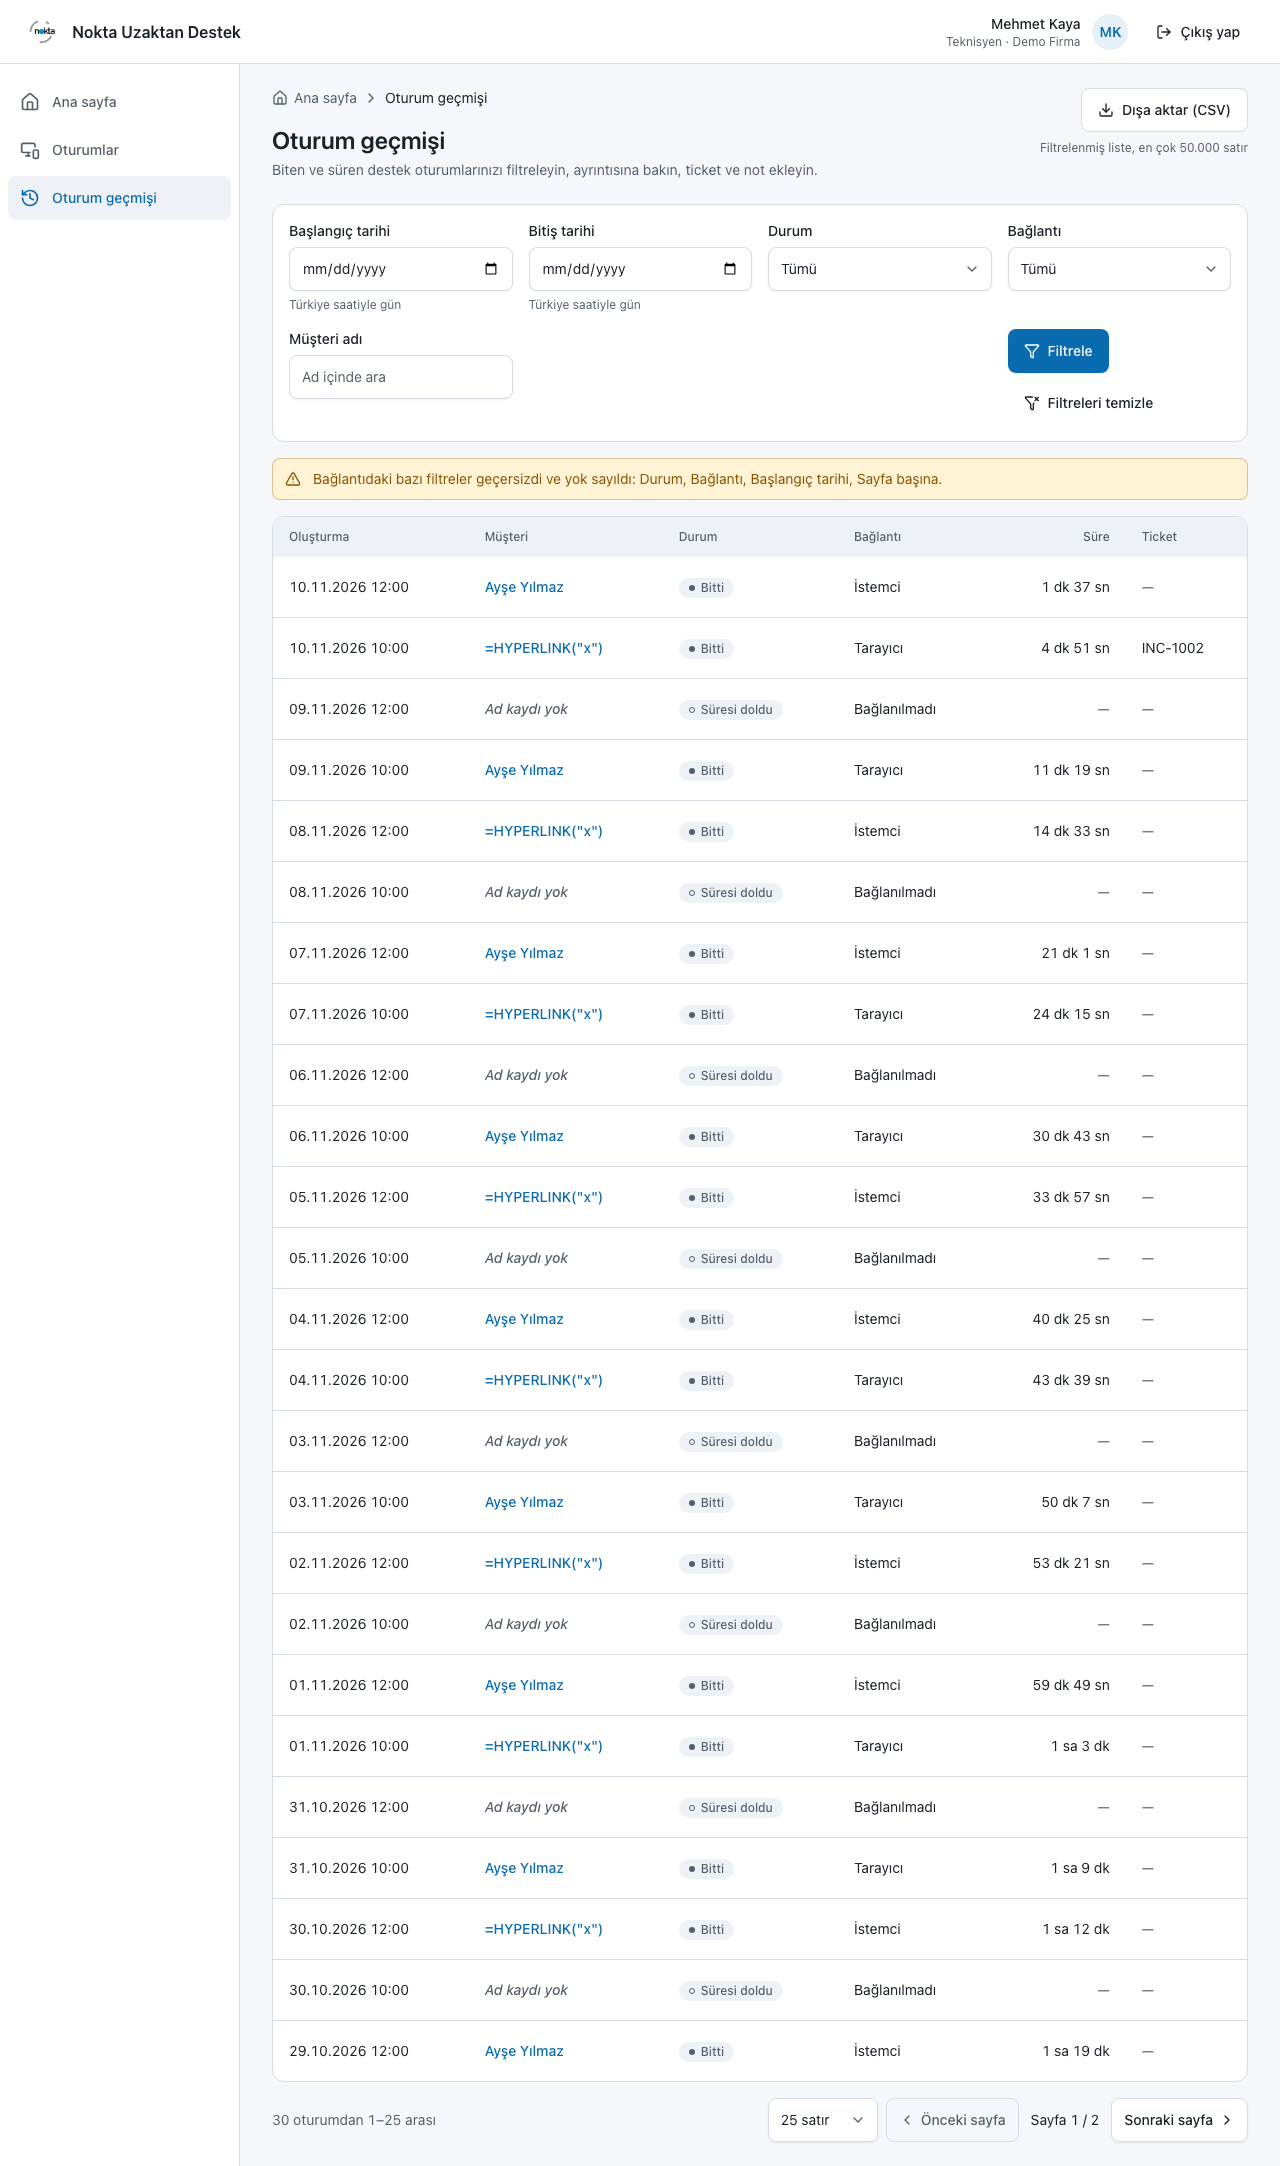 nokta
Nokta Uzaktan Destek
Mehmet Kaya
Teknisyen · Demo Firma
MK
Çıkış yap
Ana sayfa
Oturumlar
Oturum geçmişi
Ana sayfa
Oturum geçmişi
Oturum geçmişi
Biten ve süren destek oturumlarınızı filtreleyin, ayrıntısına bakın, ticket ve not ekleyin.
Dışa aktar (CSV)
Filtrelenmiş liste, en çok 50.000 satır
Başlangıç tarihi
mm/dd/yyyy
Türkiye saatiyle gün
Bitiş tarihi
mm/dd/yyyy
Türkiye saatiyle gün
Durum
Tümü
Bağlantı
Tümü
Müşteri adı
Ad içinde ara
Filtrele
Filtreleri temizle
Bağlantıdaki bazı filtreler geçersizdi ve yok sayıldı: Durum, Bağlantı, Başlangıç tarihi, Sayfa başına.
Oluşturma Müşteri Durum Bağlantı Süre Ticket
10.11.2026 12:00 Ayşe Yılmaz Bitti İstemci 1 dk 37 sn —
10.11.2026 10:00 =HYPERLINK("x") Bitti Tarayıcı 4 dk 51 sn INC-1002
09.11.2026 12:00 Ad kaydı yok Süresi doldu Bağlanılmadı — —
09.11.2026 10:00 Ayşe Yılmaz Bitti Tarayıcı 11 dk 19 sn —
08.11.2026 12:00 =HYPERLINK("x") Bitti İstemci 14 dk 33 sn —
08.11.2026 10:00 Ad kaydı yok Süresi doldu Bağlanılmadı — —
07.11.2026 12:00 Ayşe Yılmaz Bitti İstemci 21 dk 1 sn —
07.11.2026 10:00 =HYPERLINK("x") Bitti Tarayıcı 24 dk 15 sn —
06.11.2026 12:00 Ad kaydı yok Süresi doldu Bağlanılmadı — —
06.11.2026 10:00 Ayşe Yılmaz Bitti Tarayıcı 30 dk 43 sn —
05.11.2026 12:00 =HYPERLINK("x") Bitti İstemci 33 dk 57 sn —
05.11.2026 10:00 Ad kaydı yok Süresi doldu Bağlanılmadı — —
04.11.2026 12:00 Ayşe Yılmaz Bitti İstemci 40 dk 25 sn —
04.11.2026 10:00 =HYPERLINK("x") Bitti Tarayıcı 43 dk 39 sn —
03.11.2026 12:00 Ad kaydı yok Süresi doldu Bağlanılmadı — —
03.11.2026 10:00 Ayşe Yılmaz Bitti Tarayıcı 50 dk 7 sn —
02.11.2026 12:00 =HYPERLINK("x") Bitti İstemci 53 dk 21 sn —
02.11.2026 10:00 Ad kaydı yok Süresi doldu Bağlanılmadı — —
01.11.2026 12:00 Ayşe Yılmaz Bitti İstemci 59 dk 49 sn —
01.11.2026 10:00 =HYPERLINK("x") Bitti Tarayıcı 1 sa 3 dk —
31.10.2026 12:00 Ad kaydı yok Süresi doldu Bağlanılmadı — —
31.10.2026 10:00 Ayşe Yılmaz Bitti Tarayıcı 1 sa 9 dk —
30.10.2026 12:00 =HYPERLINK("x") Bitti İstemci 1 sa 12 dk —
30.10.2026 10:00 Ad kaydı yok Süresi doldu Bağlanılmadı — —
29.10.2026 12:00 Ayşe Yılmaz Bitti İstemci 1 sa 19 dk —
30 oturumdan 1–25 arası
25 satır
Önceki sayfa
Sayfa 1 / 2
Sonraki sayfa